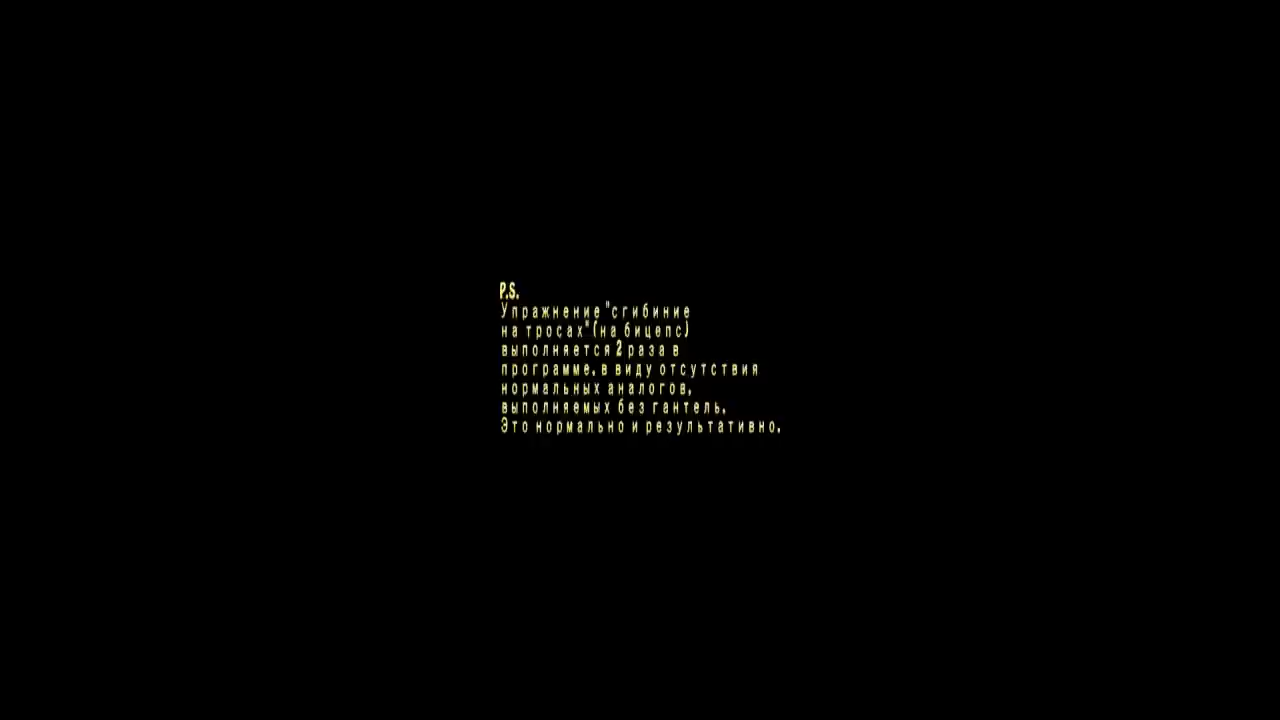 P.S.
Упражнение "сгибиние
на тросах"(на бицепс)
выполняется 2 раза в
программе, в виду отсутствия
нормальных аналогов,
выполняемых без гантель.
Это нормально и результативно.